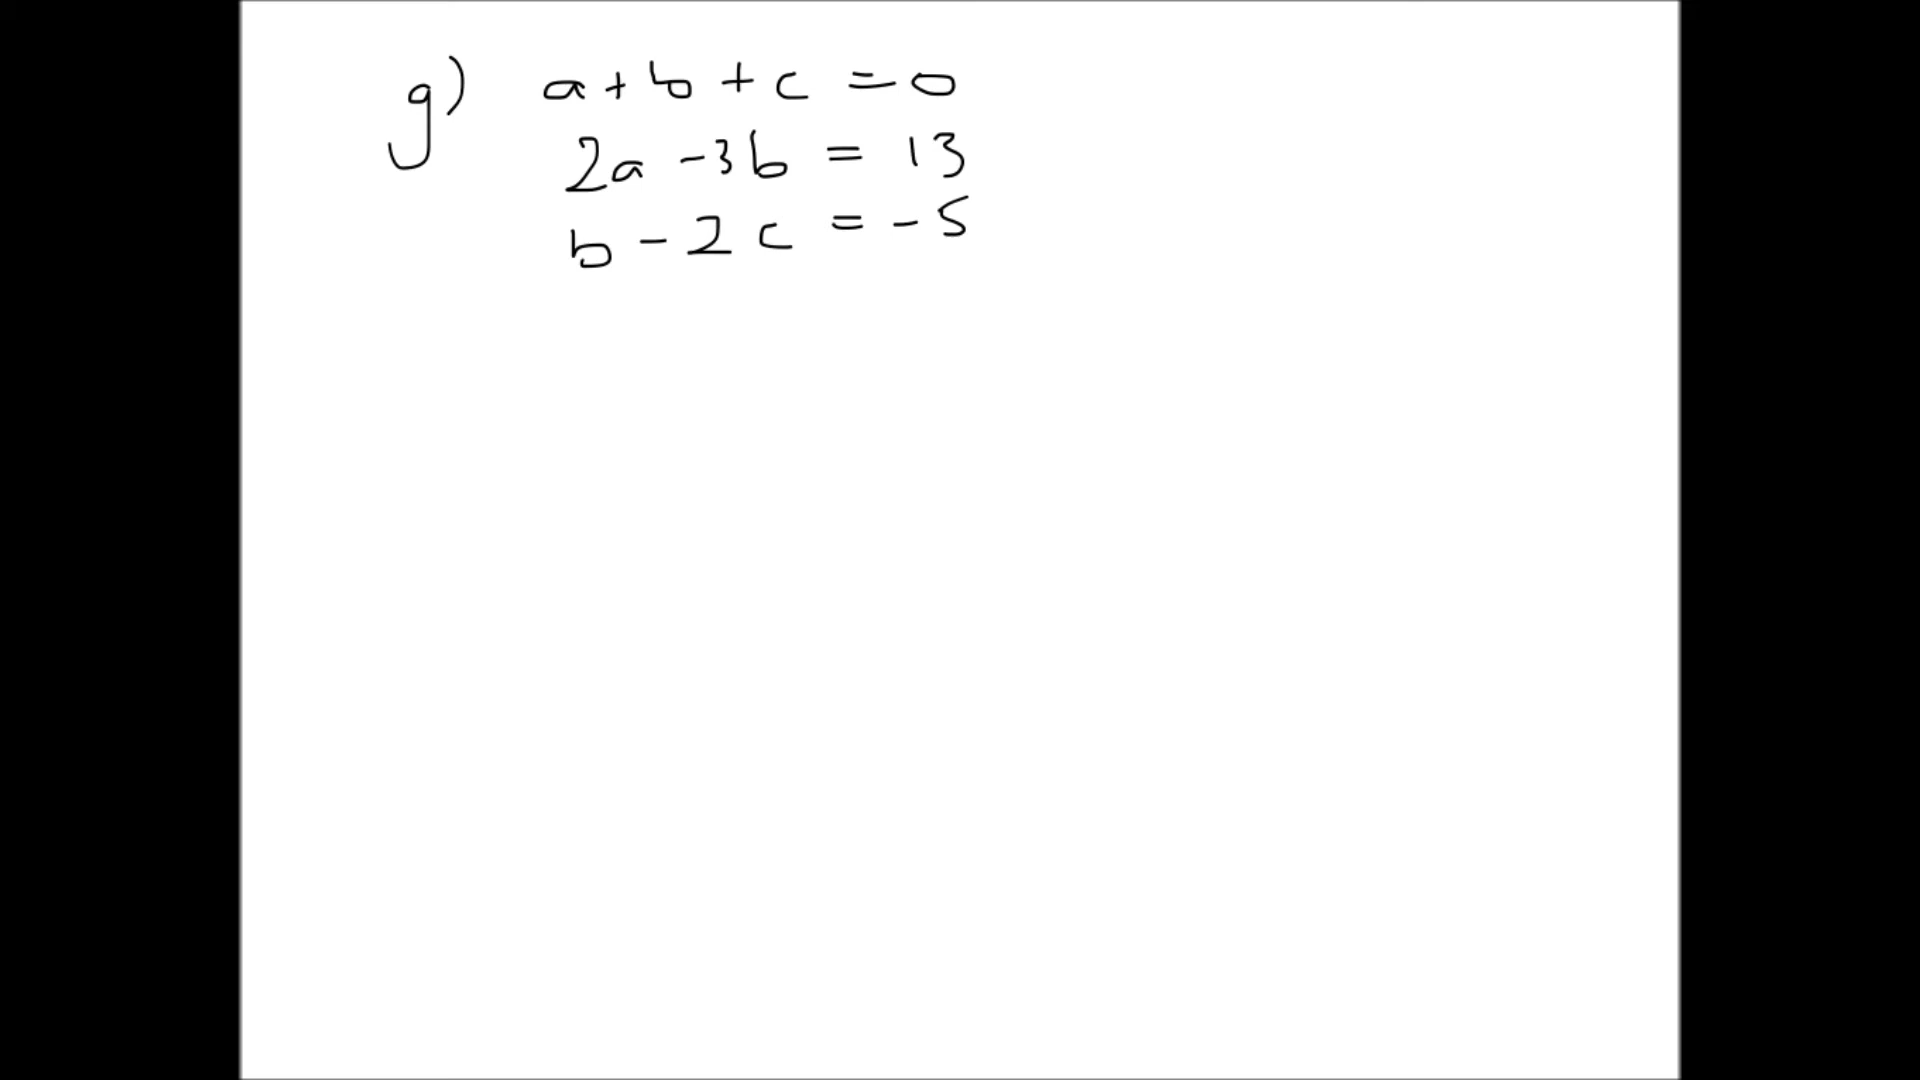 g) a + b + c = 0
2a - 3b = 13
b - 2c = -5